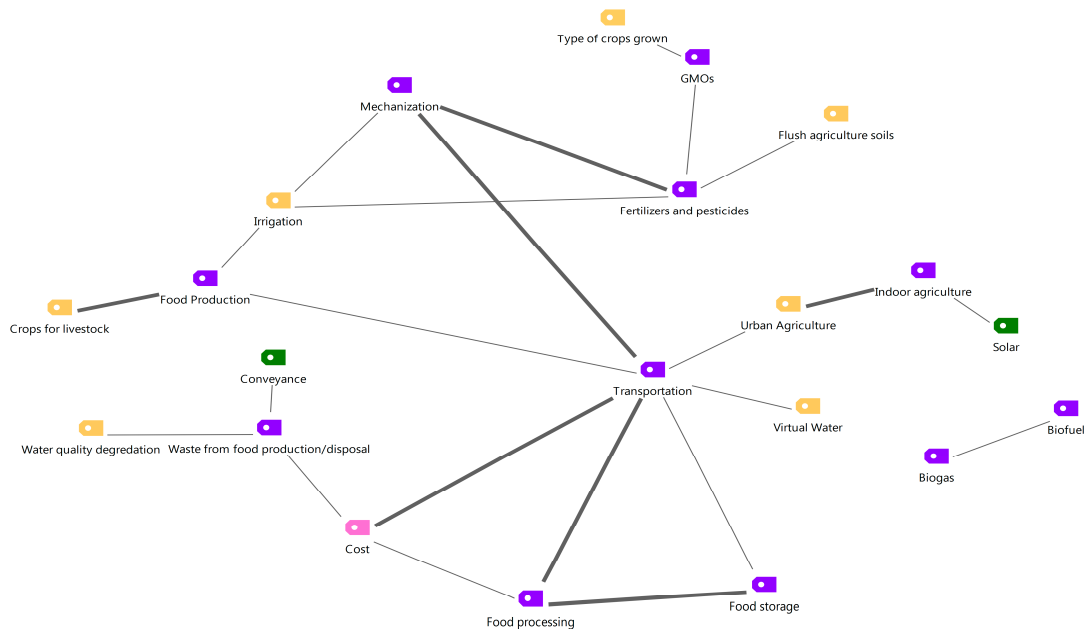 Type of crops grown
GMOs
Mechanization
Flush agriculture soils
Fertilizers and pesticides
Irrigation
Indoor agriculture
Food Production
Crops for livestock
Urban Agriculture
Solar
Conveyance
Transportation
Virtual Water
Biofuel
Water quality degredation
Waste from food production/disposal
Biogas
Cost
Food storage
Food processing